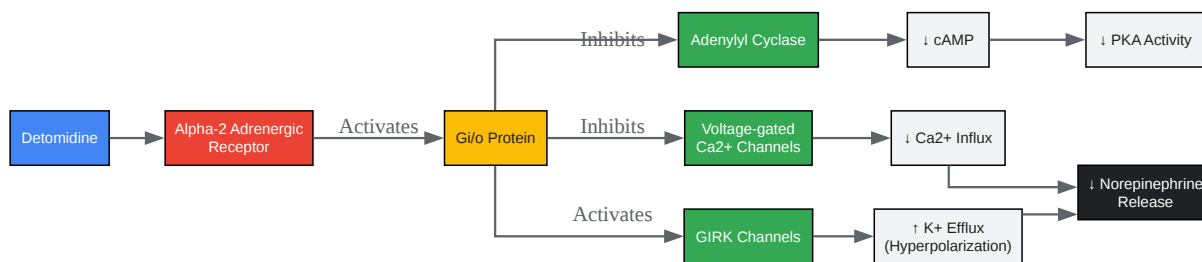 Inhibits
Adenylyl Cyclase
↓ cAMP
↓ PKA Activity
Detomidine
Alpha-2 Adrenergic
Receptor
Activates
Gi/o Protein
Inhibits
Voltage-gated
Ca2+ Channels
↓ Ca2+ Influx
↓ Norepinephrine
Release
Activates
GIRK Channels
↑ K+ Efflux
(Hyperpolarization)